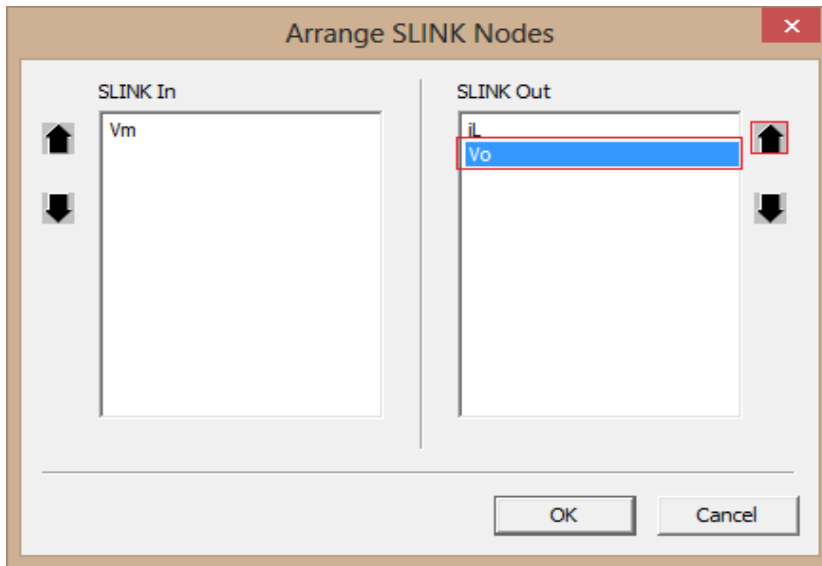 Arrange SLINK Nodes
SLINK In
SLINK Out
Vm
iL
Vo
OK
Cancel